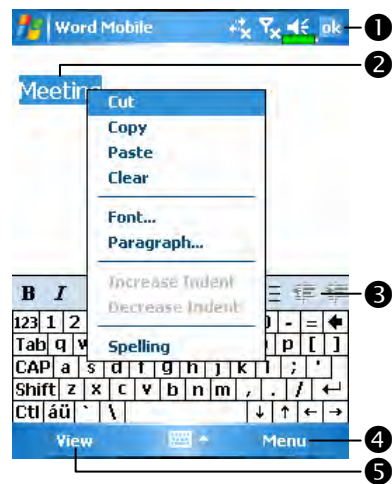 Word Mobile ok 1
2
Meeting
Cut
Copy
Paste
Clear
Font...
Paragraph...
Increase Indent
Decrease Indent
Spelling
B I 3
123 1 2 - =
Tab q p [ ]
CAP a s d f g h j k l ; '
Shift z x c v b n m , . /
Ctl áü ` \
View Menu 4
5